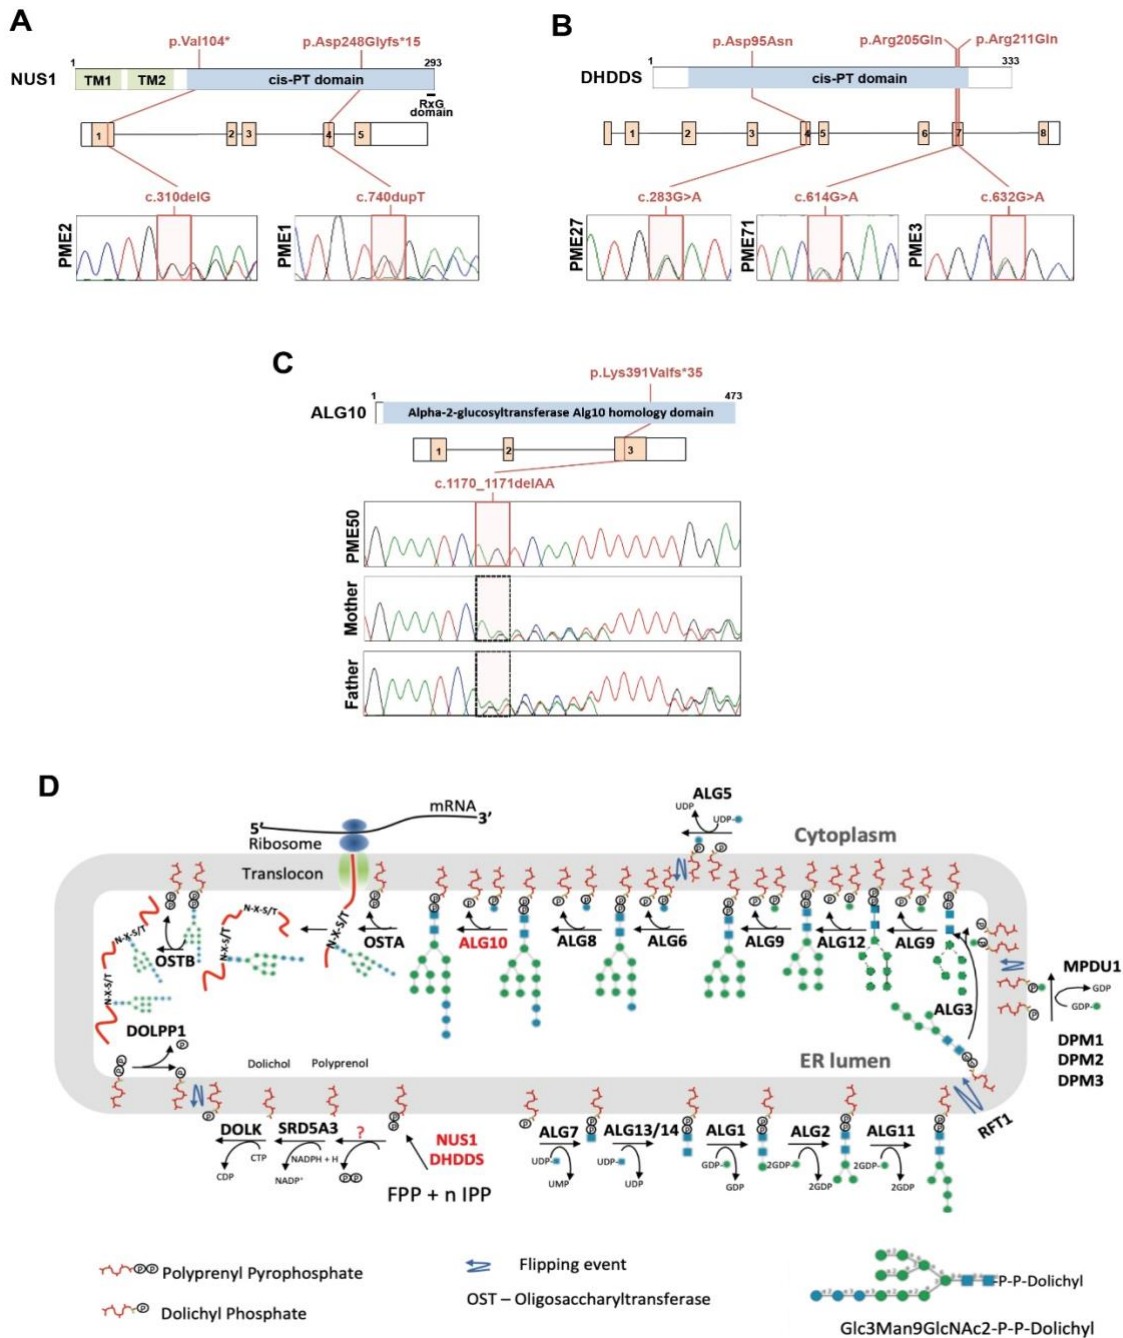 A
p.Val104*
p.Asp248Glyfs*15
1
293
NUS1
TM1
TM2
cis-PT domain
RxG
domain
1
2
3
4
5
c.310delG
c.740dupT
PME2
PME1
B
p.Asp95Asn
p.Arg205Gln
p.Arg211Gln
1
333
DHDDS
cis-PT domain
1
2
3
4
5
6
7
8
c.283G>A
c.614G>A
c.632G>A
PME27
PME71
PME3
C
p.Lys391Valfs*35
1
473
ALG10
Alpha-2-glucosyltransferase Alg10 homology domain
1
2
3
c.1170_1171delAA
PME50
Mother
Father
D
mRNA
5'
3'
Ribosome
Translocon
ALG5
UDP
UDP-
Cytoplasm
N-X-S/T
N-X-S/T
N-X-S/T
N-X-S/T
OSTB
OSTA
ALG10
ALG8
ALG6
ALG9
ALG12
ALG9
ALG3
MPDU1
GDP
GDP-
DPM1
DPM2
DPM3
DOLPP1
P
Dolichol
Polyprenol
ER lumen
RFT1
DOLK
SRD5A3
?
NUS1
DHDDS
CTP
CDP
NADPH + H
NADP⁺
P P
FPP + n IPP
ALG7
ALG13/14
ALG1
ALG2
ALG11
UDP-
UMP
UDP-
UDP
GDP-
GDP
2GDP-
2GDP
2GDP-
2GDP
P P Polyprenyl Pyrophosphate
P Dolichyl Phosphate
Flipping event
OST – Oligosaccharyltransferase
-P-P-Dolichyl
Glc3Man9GlcNAc2-P-P-Dolichyl